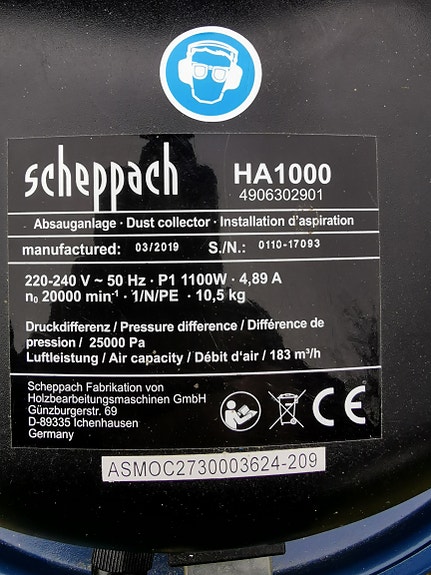 scheppach HA1000
4906302901
Absauganlage · Dust collector · Installation d'aspiration
manufactured: 03/2019 S./N.: 0110-17093
220-240 V ~ 50 Hz · P1 1100W · 4,89 A
n₀ 20000 min⁻¹ · 1/N/PE · 10,5 kg
Druckdifferenz / Pressure difference / Différence de
pression / 25000 Pa
Luftleistung / Air capacity / Débit d'air / 183 m³/h
Scheppach Fabrikation von
Holzbearbeitungsmaschinen GmbH
Günzburgerstr. 69
D-89335 Ichenhausen
Germany
CE
ASMOC2730003624-209